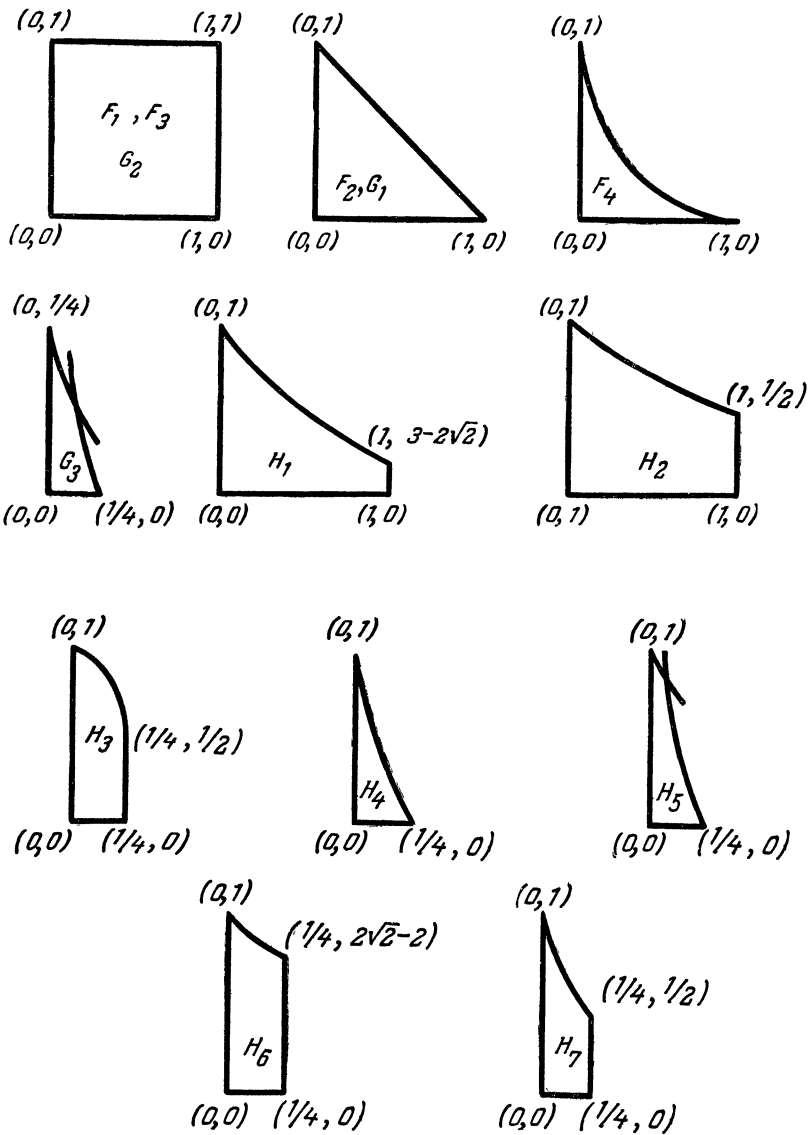 (0,1) (1,1) (0,1) (0,1)
F₁ , F₃
G₂ F₂,G₁ F₄
(0,0) (1,0) (0,0) (1,0) (0,0) (1,0)
(0, 1/4) (0,1) (0,1)
(1, 1/2)
(1, 3-2√2)
G₃ H₁ H₂
(0,0) (1/4, 0) (0,0) (1,0) (0,1) (1,0)
(0,1) (0,1) (0,1)
H₃ (1/4, 1/2)
H₄ H₅
(0,0) (1/4, 0) (0,0) (1/4, 0) (0,0) (1/4, 0)
(0,1) (0,1)
(1/4, 2√2-2)
(1/4, 1/2)
H₆ H₇
(0,0) (1/4, 0) (0,0) (1/4, 0)